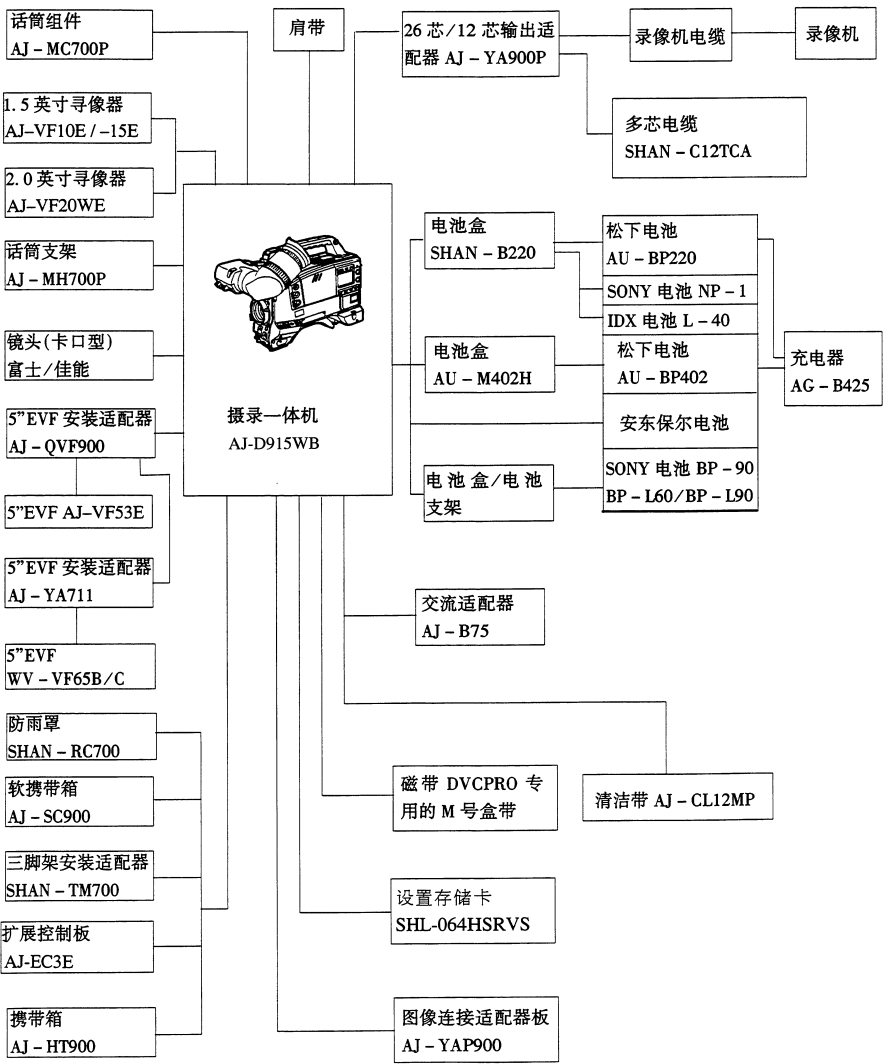 话筒组件
AJ－MC700P
肩带
26 芯/12 芯输出适
配器 AJ－YA900P
录像机电缆
录像机
多芯电缆
SHAN－C12TCA
1.5 英寸寻像器
AJ–VF10E / –15E
2.0 英寸寻像器
AJ–VF20WE
话筒支架
AJ－MH700P
镜头(卡口型)
富士/佳能
5”EVF 安装适配器
AJ－QVF900
5”EVF AJ–VF53E
5”EVF 安装适配器
AJ－YA711
5”EVF
WV－VF65B/C
摄录一体机
AJ-D915WB
电池盒
SHAN－B220
电池盒
AU－M402H
电池盒/电池
支架
松下电池
AU－BP220
SONY 电池 NP－1
IDX 电池 L－40
松下电池
AU－BP402
安东保尔电池
SONY 电池 BP－90
BP－L60/BP－L90
充电器
AG－B425
交流适配器
AJ－B75
防雨罩
SHAN－RC700
软携带箱
AJ－SC900
三脚架安装适配器
SHAN－TM700
扩展控制板
AJ-EC3E
携带箱
AJ－HT900
磁带 DVCPRO 专
用的 M 号盒带
清洁带 AJ－CL12MP
设置存储卡
SHL-064HSRVS
图像连接适配器板
AJ－YAP900